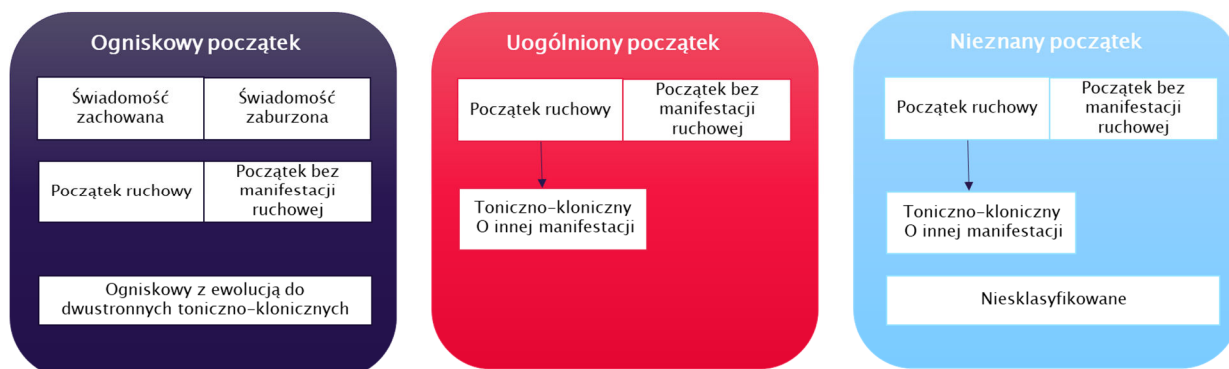 Ogniskowy początek
Świadomość
zachowana
Świadomość
zaburzona
Początek ruchowy
Początek bez
manifestacji
ruchowej
Ogniskowy z ewolucją do
dwustronnych toniczno-klonicznych
Uogólniony początek
Początek ruchowy
Początek bez
manifestacji
ruchowej
Toniczno-kloniczny
O innej manifestacji
Nieznany początek
Początek ruchowy
Początek bez
manifestacji
ruchowej
Toniczno-kloniczny
O innej manifestacji
Niesklasyfikowane